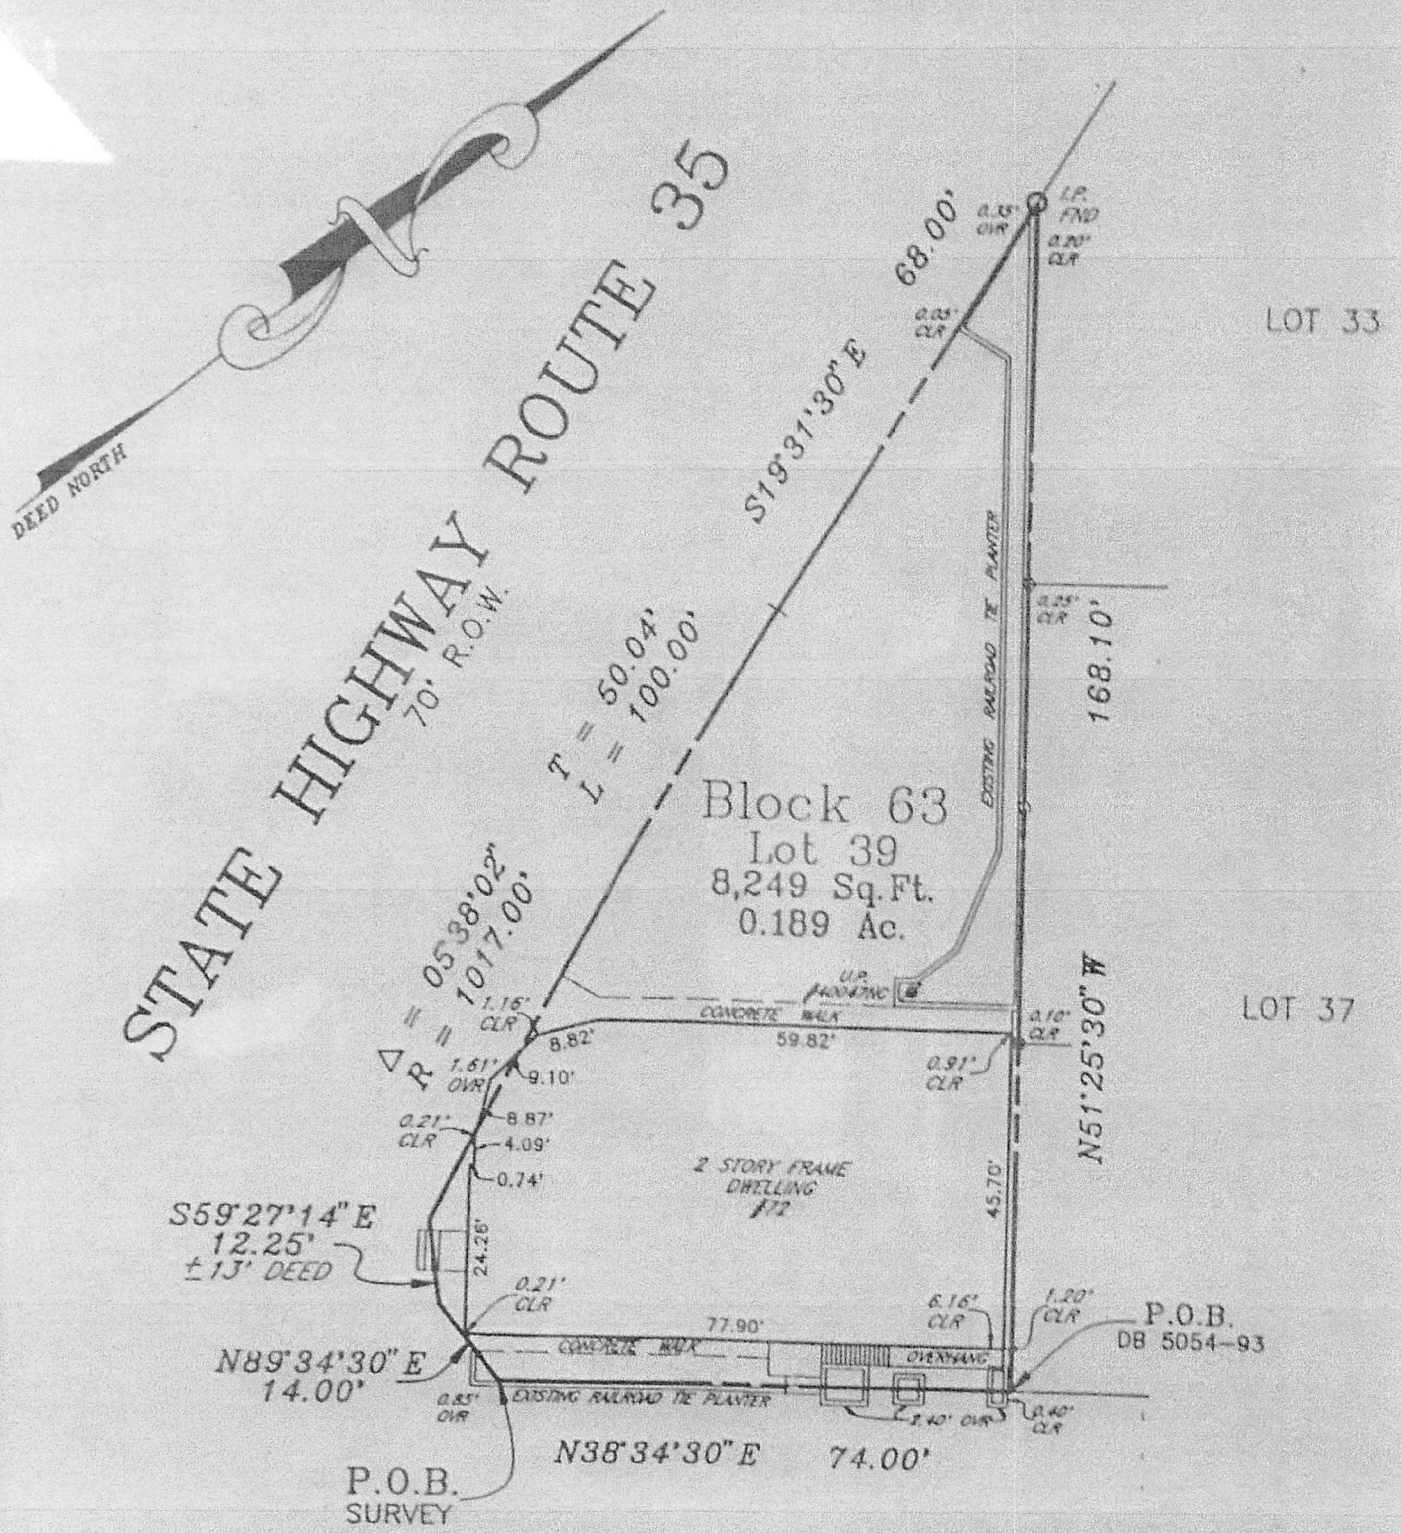 DEED NORTH
STATE HIGHWAY ROUTE 35
70' R.O.W.
68.00'
S19°31'30"E
0.35'
OVR
I.P.
FND
0.20'
CLR
0.05'
CLR
LOT 33
EXISTING RAILROAD TIE PLANTER
0.25'
CLR
168.10'
T = 50.04'
L = 100.00'
Block 63
Lot 39
8,249 Sq.Ft.
0.189 Ac.
Δ = 05°38'02"
R = 1017.00'
U.P.
CONCRETE WALK
1.16'
CLR
8.82'
59.82'
0.10'
CLR
0.91'
CLR
LOT 37
N51°25'30"W
1.61'
OVR
9.10'
0.21'
CLR
8.87'
4.09'
0.74'
2 STORY FRAME
DWELLING
#72
45.70'
S59°27'14"E
12.25'
±13' DEED
24.26'
0.21'
CLR
77.90'
6.16'
CLR
1.20'
CLR
P.O.B.
DB 5054-93
CONCRETE WALK
OVERHANG
N89°34'30"E
14.00'
0.85'
OVR
EXISTING RAILROAD TIE PLANTER
OVR
0.40'
CLR
N38°34'30"E 74.00'
P.O.B.
SURVEY